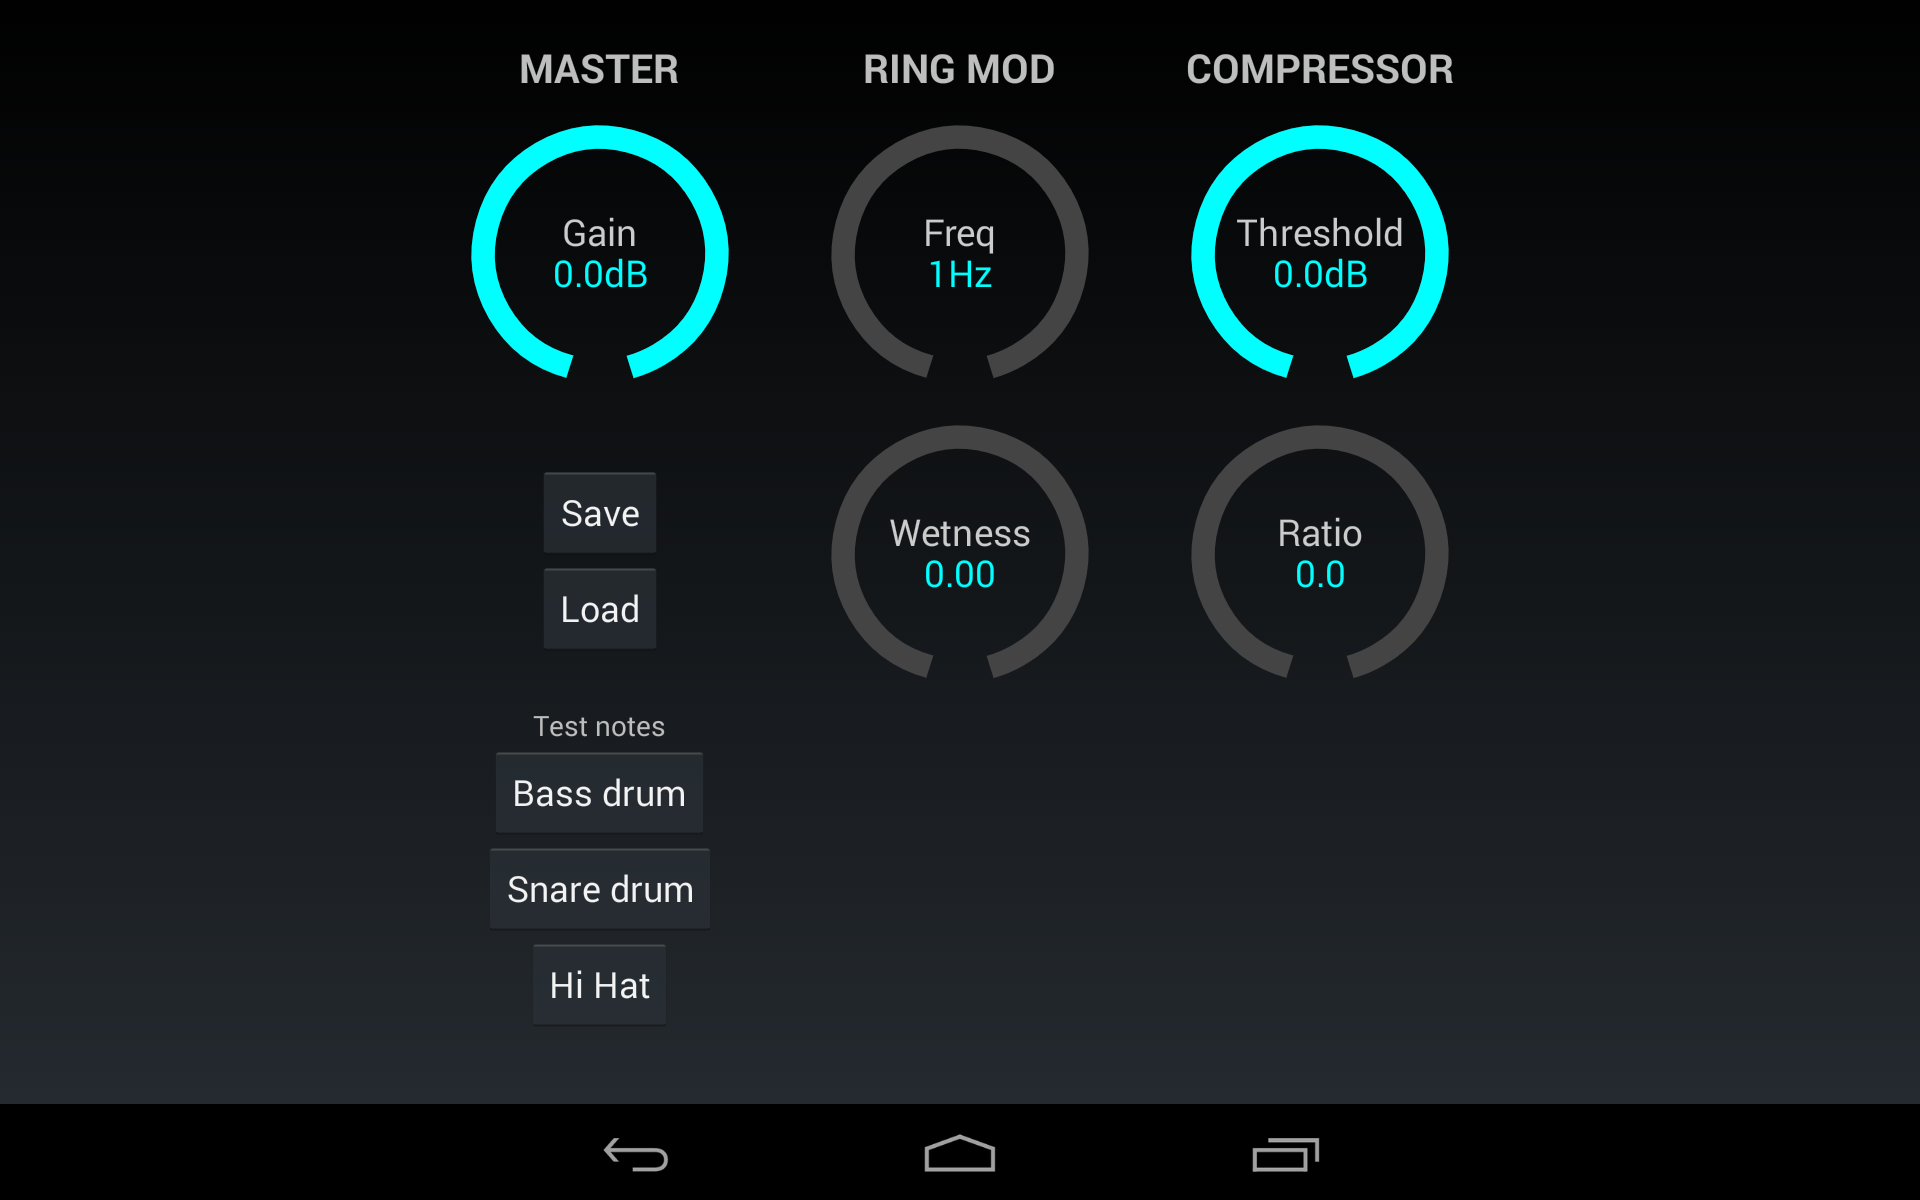 MASTER
Gain
0.0dB
Save
Load
Test notes
Bass drum
Snare drum
Hi Hat
RING MOD
Freq
1Hz
Wetness
0.00
COMPRESSOR
Threshold
0.0dB
Ratio
0.0